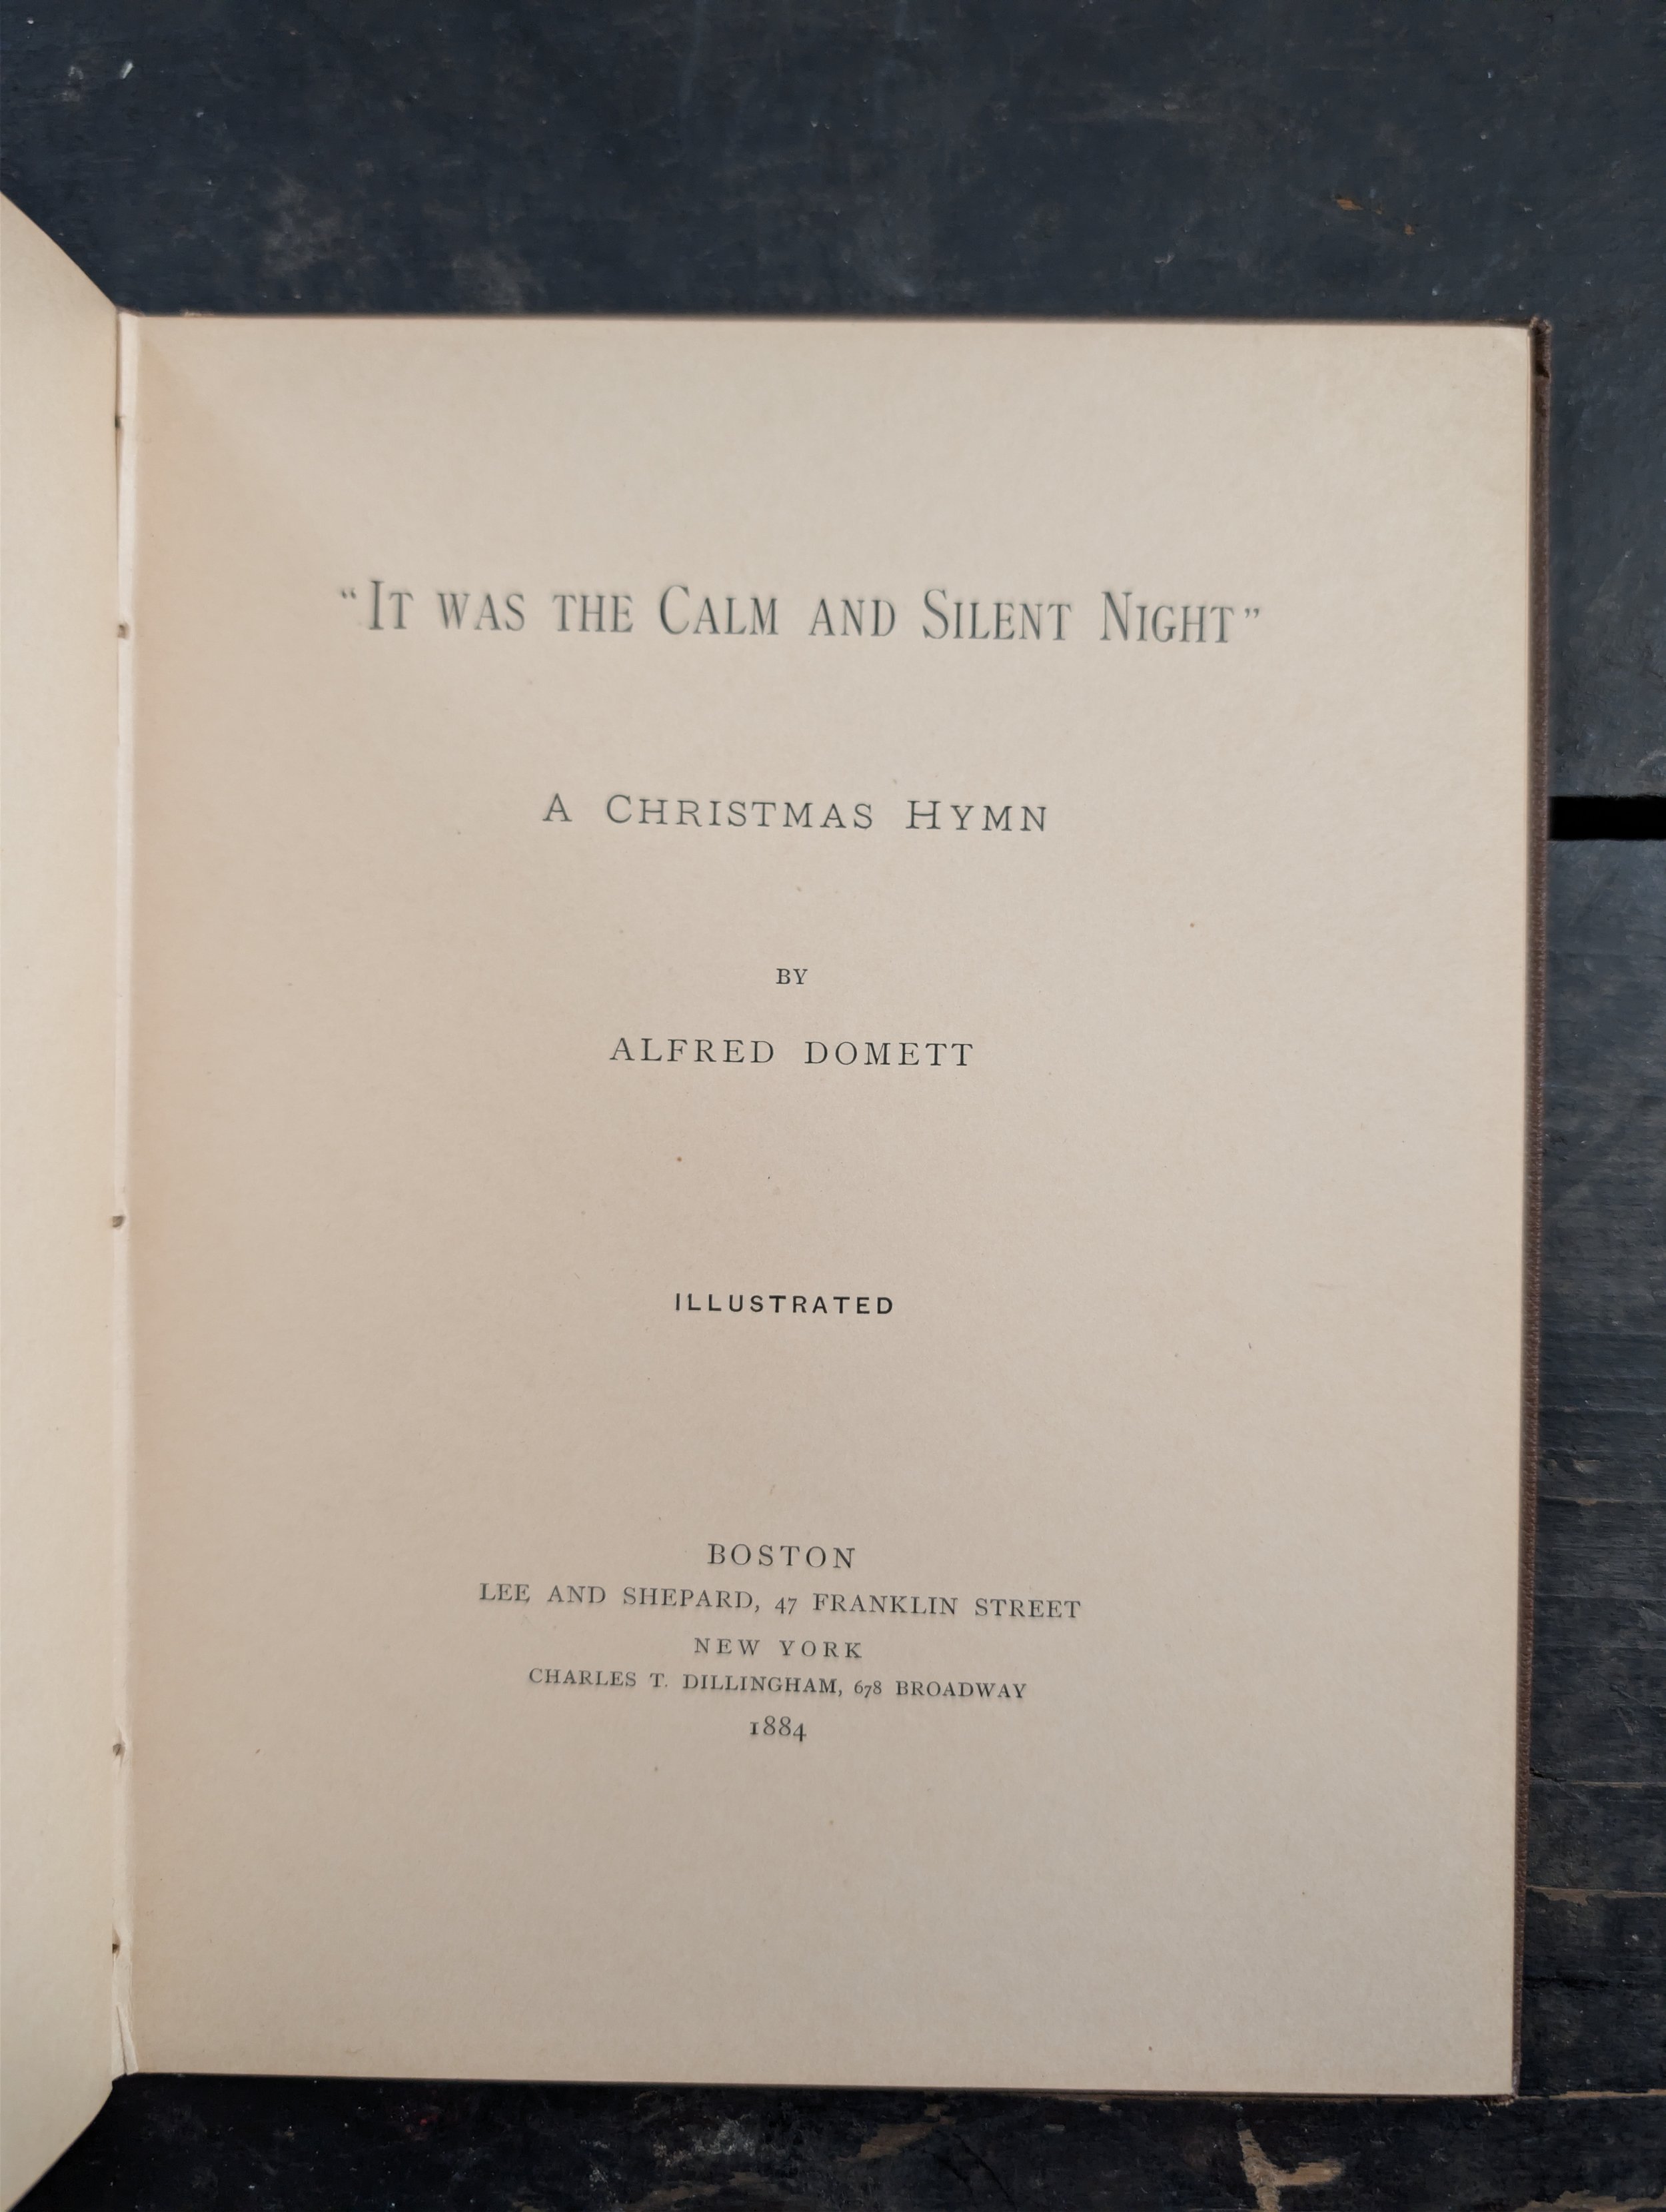 “IT WAS THE CALM AND SILENT NIGHT”
A CHRISTMAS HYMN
BY
ALFRED DOMETT
ILLUSTRATED
BOSTON
LEE AND SHEPARD, 47 FRANKLIN STREET
NEW YORK
CHARLES T. DILLINGHAM, 678 BROADWAY
1884